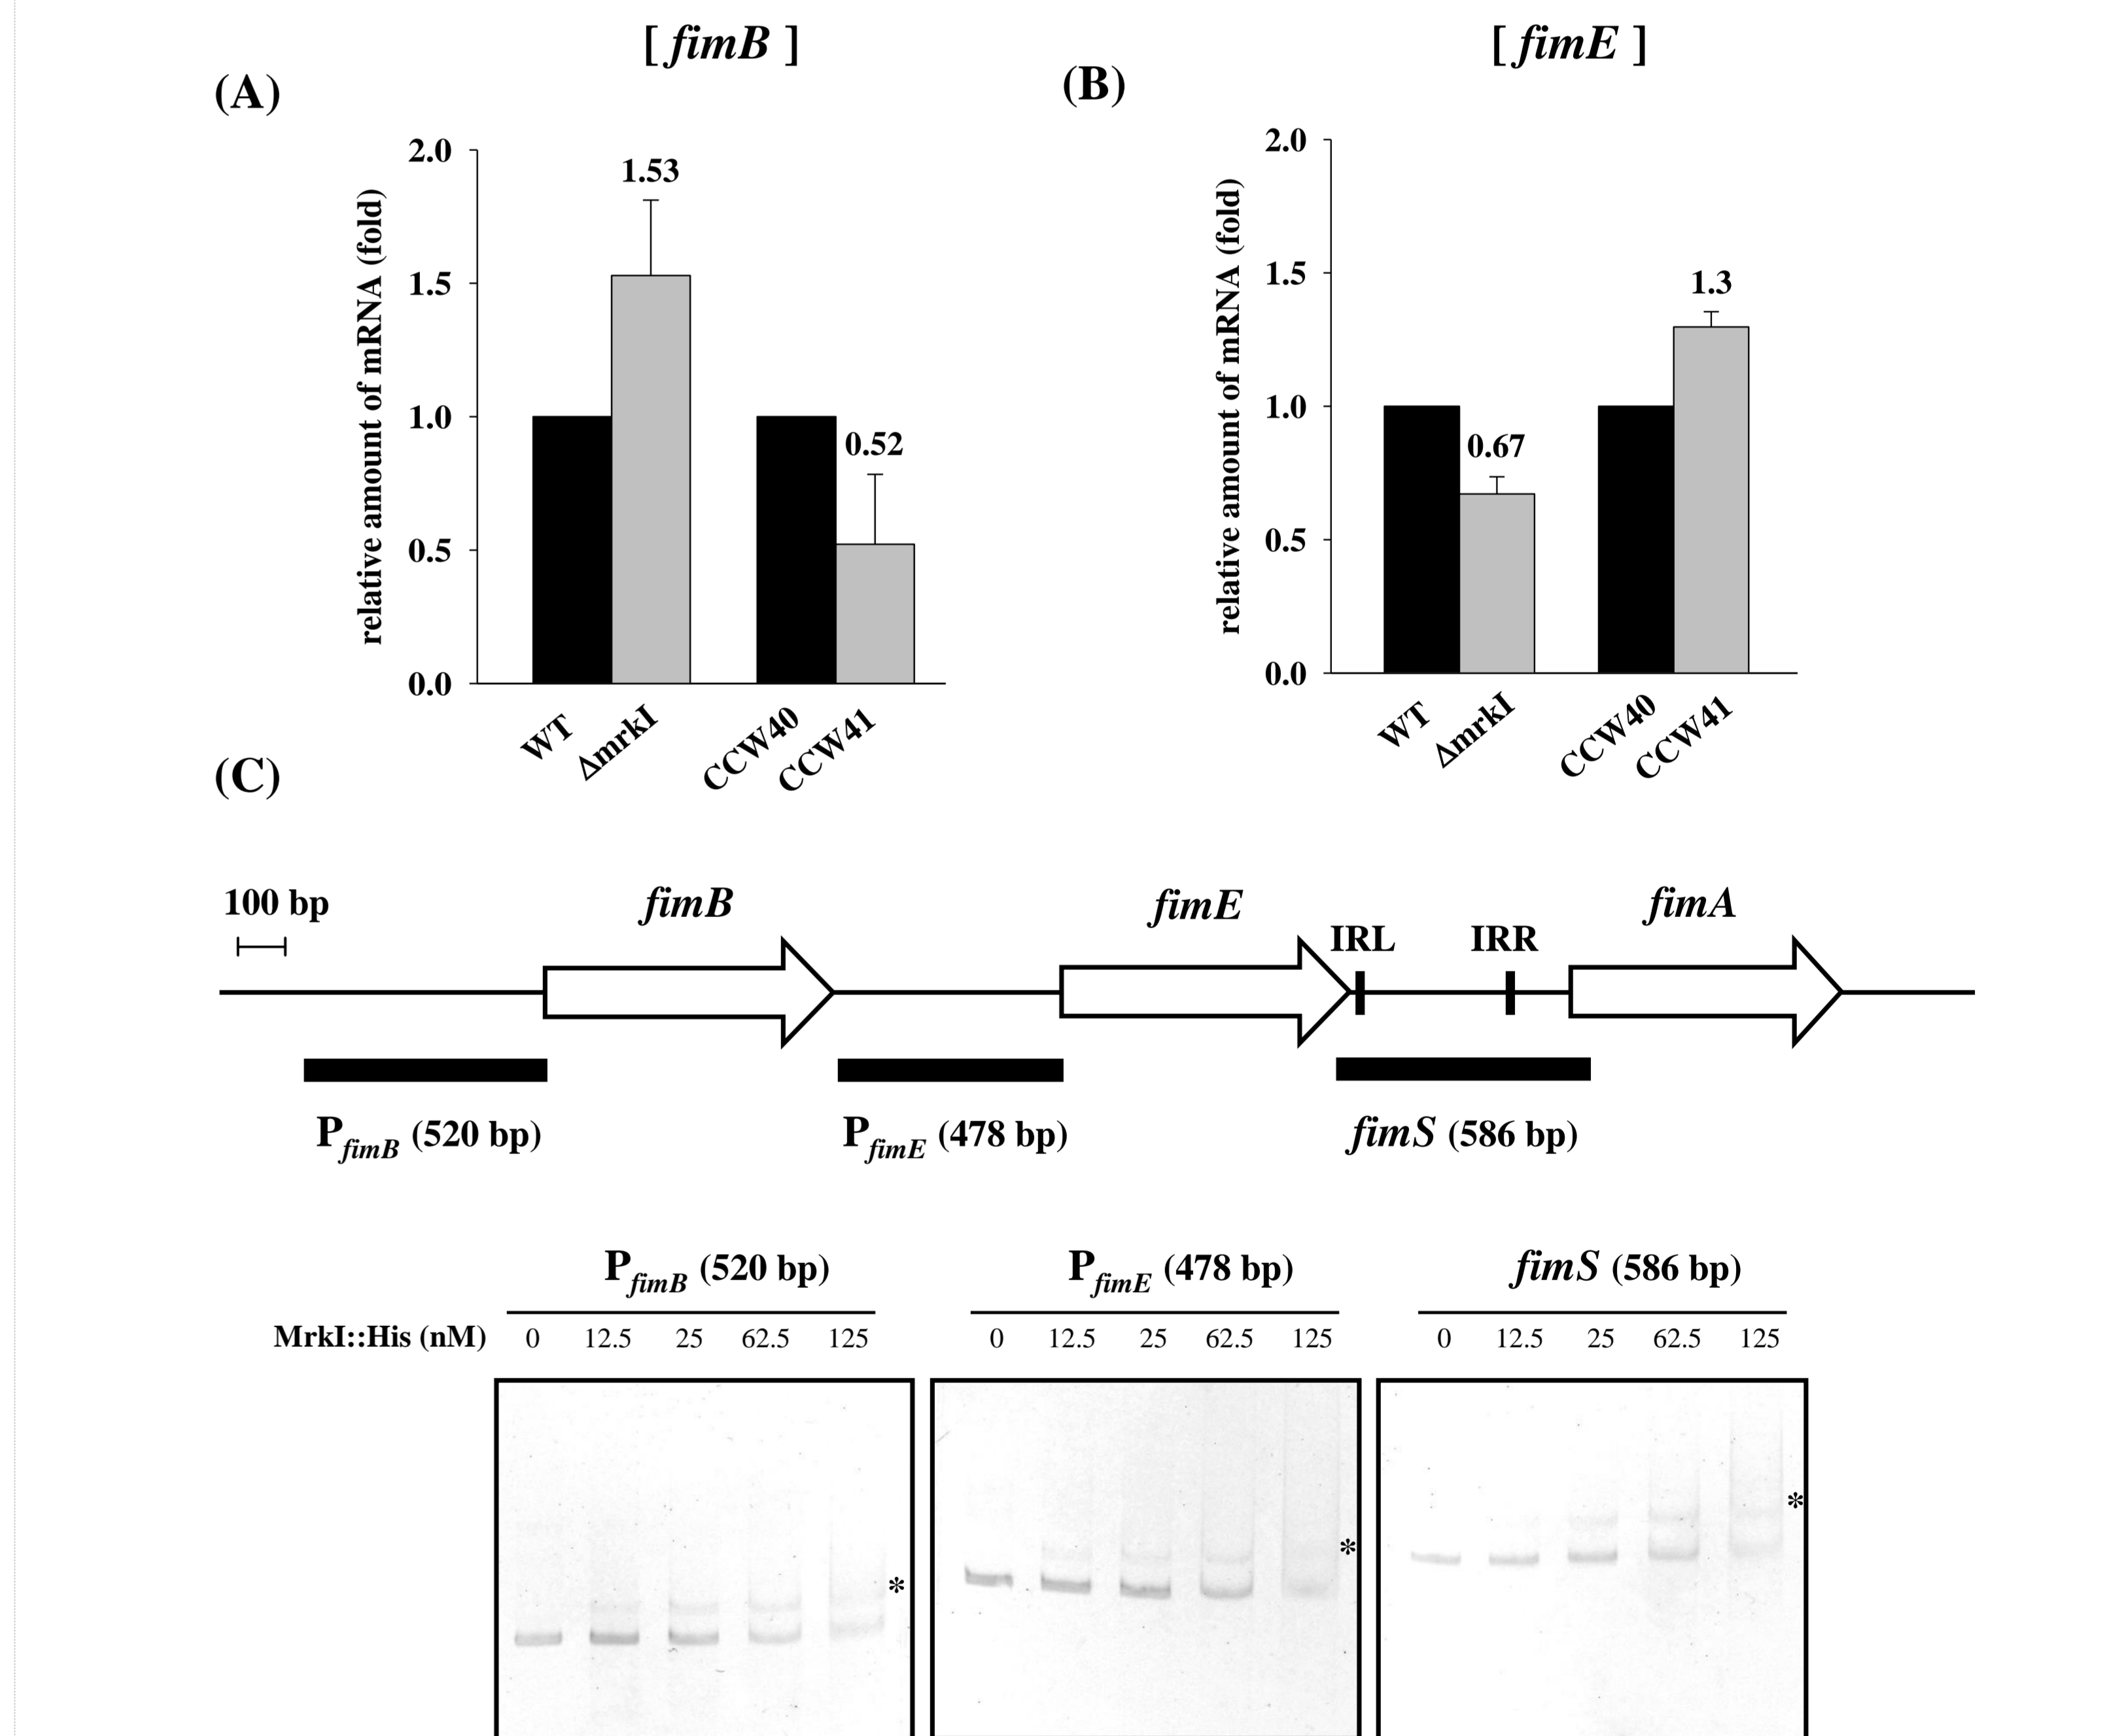 [ fimB ]
[ fimE ]
(A)
(B)
relative amount of mRNA (fold)
2.0
1.5
1.0
0.5
0.0
1.53
0.52
WT
ΔmrkI
CCW40
CCW41
relative amount of mRNA (fold)
2.0
1.5
1.0
0.5
0.0
0.67
1.3
WT
ΔmrkI
CCW40
CCW41
(C)
100 bp
fimB
fimE
IRL
IRR
fimA
PfimB (520 bp)
PfimE (478 bp)
fimS (586 bp)
PfimB (520 bp)
PfimE (478 bp)
fimS (586 bp)
MrkI::His (nM) 0 12.5 25 62.5 125 0 12.5 25 62.5 125 0 12.5 25 62.5 125
*
*
*